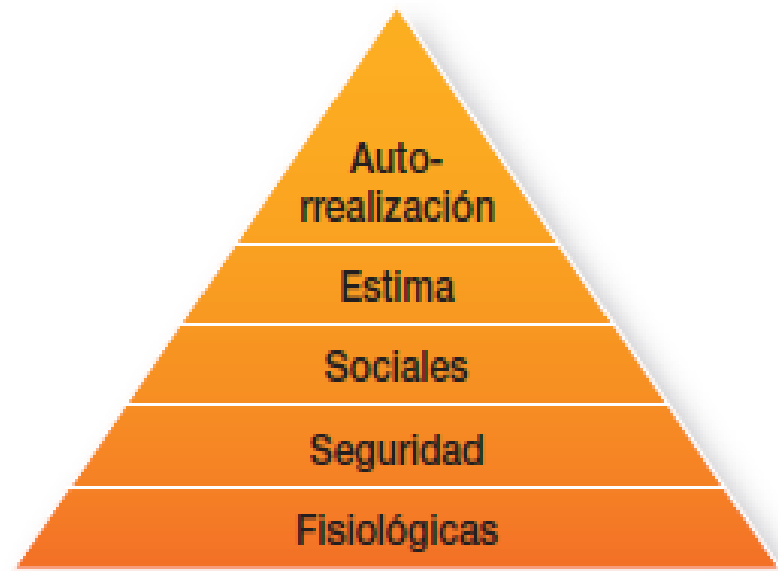 Auto-
rrealización
Estima
Sociales
Seguridad
Fisiológicas